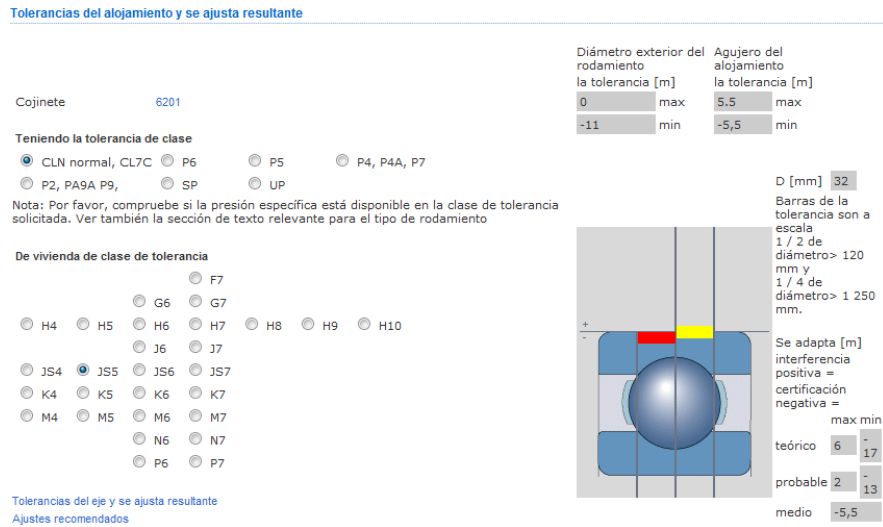 Tolerancias del alojamiento y se ajusta resultante
Diámetro exterior del rodamiento
Agujero del alojamiento
la tolerancia [m]
la tolerancia [m]
Cojinete 6201
0 max 5.5 max
-11 min -5,5 min
Teniendo la tolerancia de clase
CLN normal, CL7C P6 P5 P4, P4A, P7
P2, PA9A P9, SP UP
Nota: Por favor, compruebe si la presión específica está disponible en la clase de tolerancia
solicitada. Ver también la sección de texto relevante para el tipo de rodamiento
De vivienda de clase de tolerancia
F7
G6 G7
H4 H5 H6 H7 H8 H9 H10
J6 J7
JS4 JS5 JS6 JS7
K4 K5 K6 K7
M4 M5 M6 M7
N6 N7
P6 P7
Tolerancias del eje y se ajusta resultante
Ajustes recomendados
+
-
D [mm] 32
Barras de la
tolerancia son a
escala
1 / 2 de
diámetro> 120
mm y
1 / 4 de
diámetro> 1 250
mm.
Se adapta [m]
interferencia
positiva =
certificación
negativa =
max min
teórico 6 -17
probable 2 -13
medio -5,5